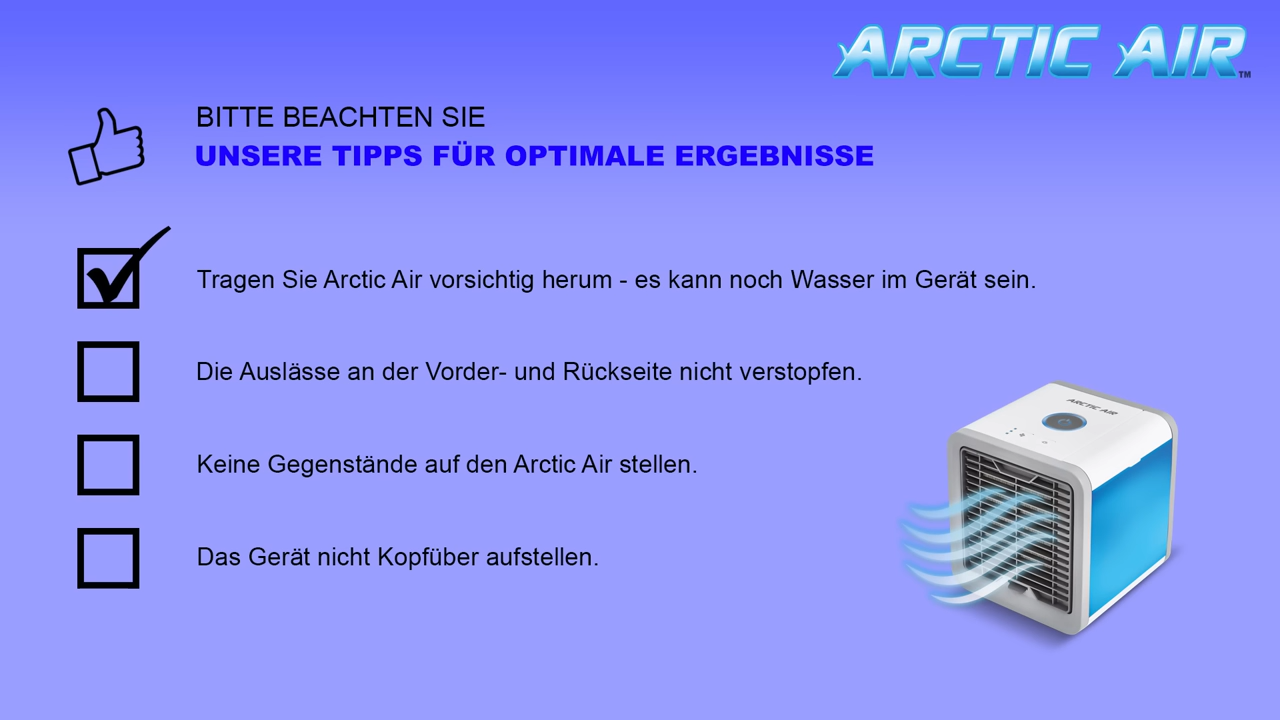 ARCTIC AIR™
BITTE BEACHTEN SIE
UNSERE TIPPS FÜR OPTIMALE ERGEBNISSE
Tragen Sie Arctic Air vorsichtig herum - es kann noch Wasser im Gerät sein.
Die Auslässe an der Vorder- und Rückseite nicht verstopfen.
Keine Gegenstände auf den Arctic Air stellen.
Das Gerät nicht Kopfüber aufstellen.
ARCTIC AIR